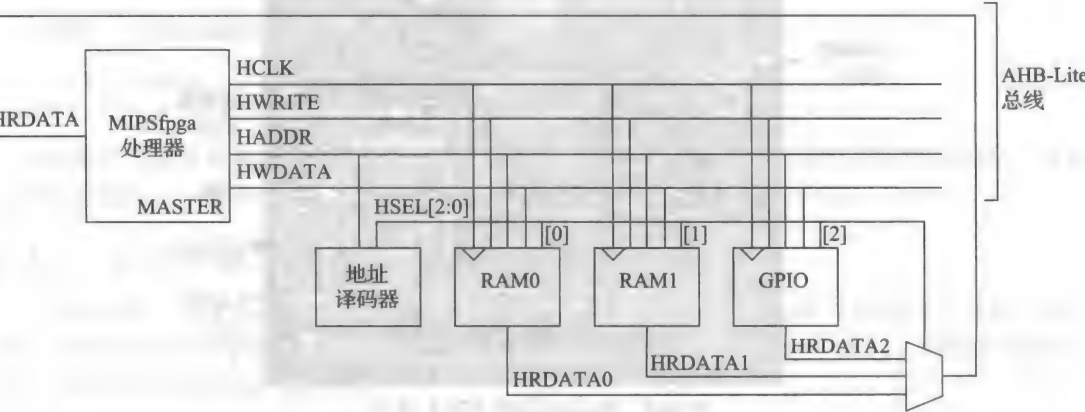 HCLK
HWRITE
HRDATA
MIPSfpga
处理器
HADDR
HWDATA
MASTER
AHB-Lite
总线
HSEL[2:0]
[0]
[1]
[2]
地址
译码器
RAM0
RAM1
GPIO
HRDATA2
HRDATA1
HRDATA0